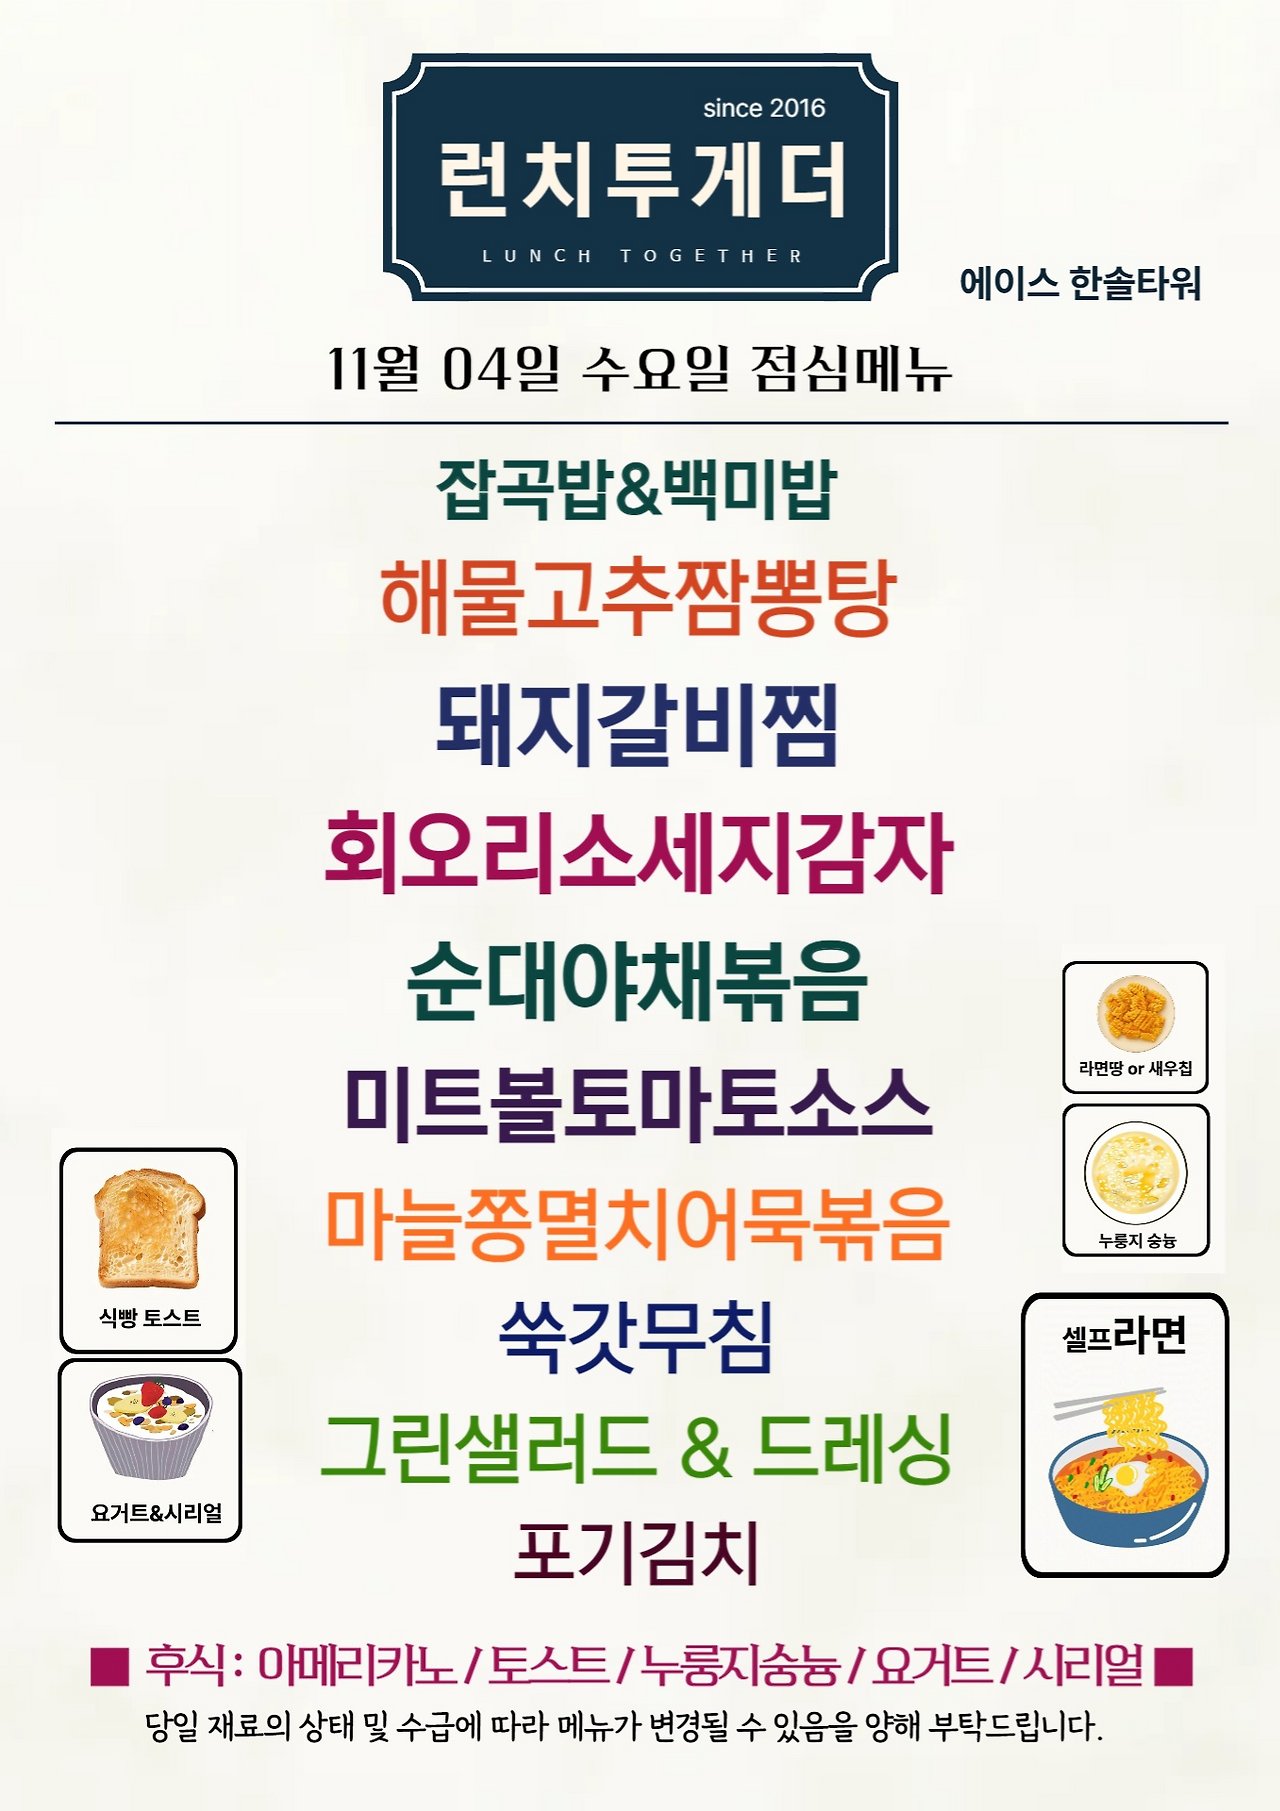 since 2016
런치투게더
LUNCH TOGETHER
에이스 한솔타워
11월 04일 수요일 점심메뉴
잡곡밥&백미밥
해물고추짬뽕탕
돼지갈비찜
회오리소세지감자
순대야채볶음
미트볼토마토소스
마늘쫑멸치어묵볶음
쑥갓무침
그린샐러드 & 드레싱
포기김치
라면땅 or 새우칩
누룽지 숭늉
셀프라면
식빵 토스트
요거트&시리얼
■ 후식: 아메리카노 / 토스트 / 누룽지숭늉 / 요거트 / 시리얼 ■
당일 재료의 상태 및 수급에 따라 메뉴가 변경될 수 있음을 양해 부탁드립니다.